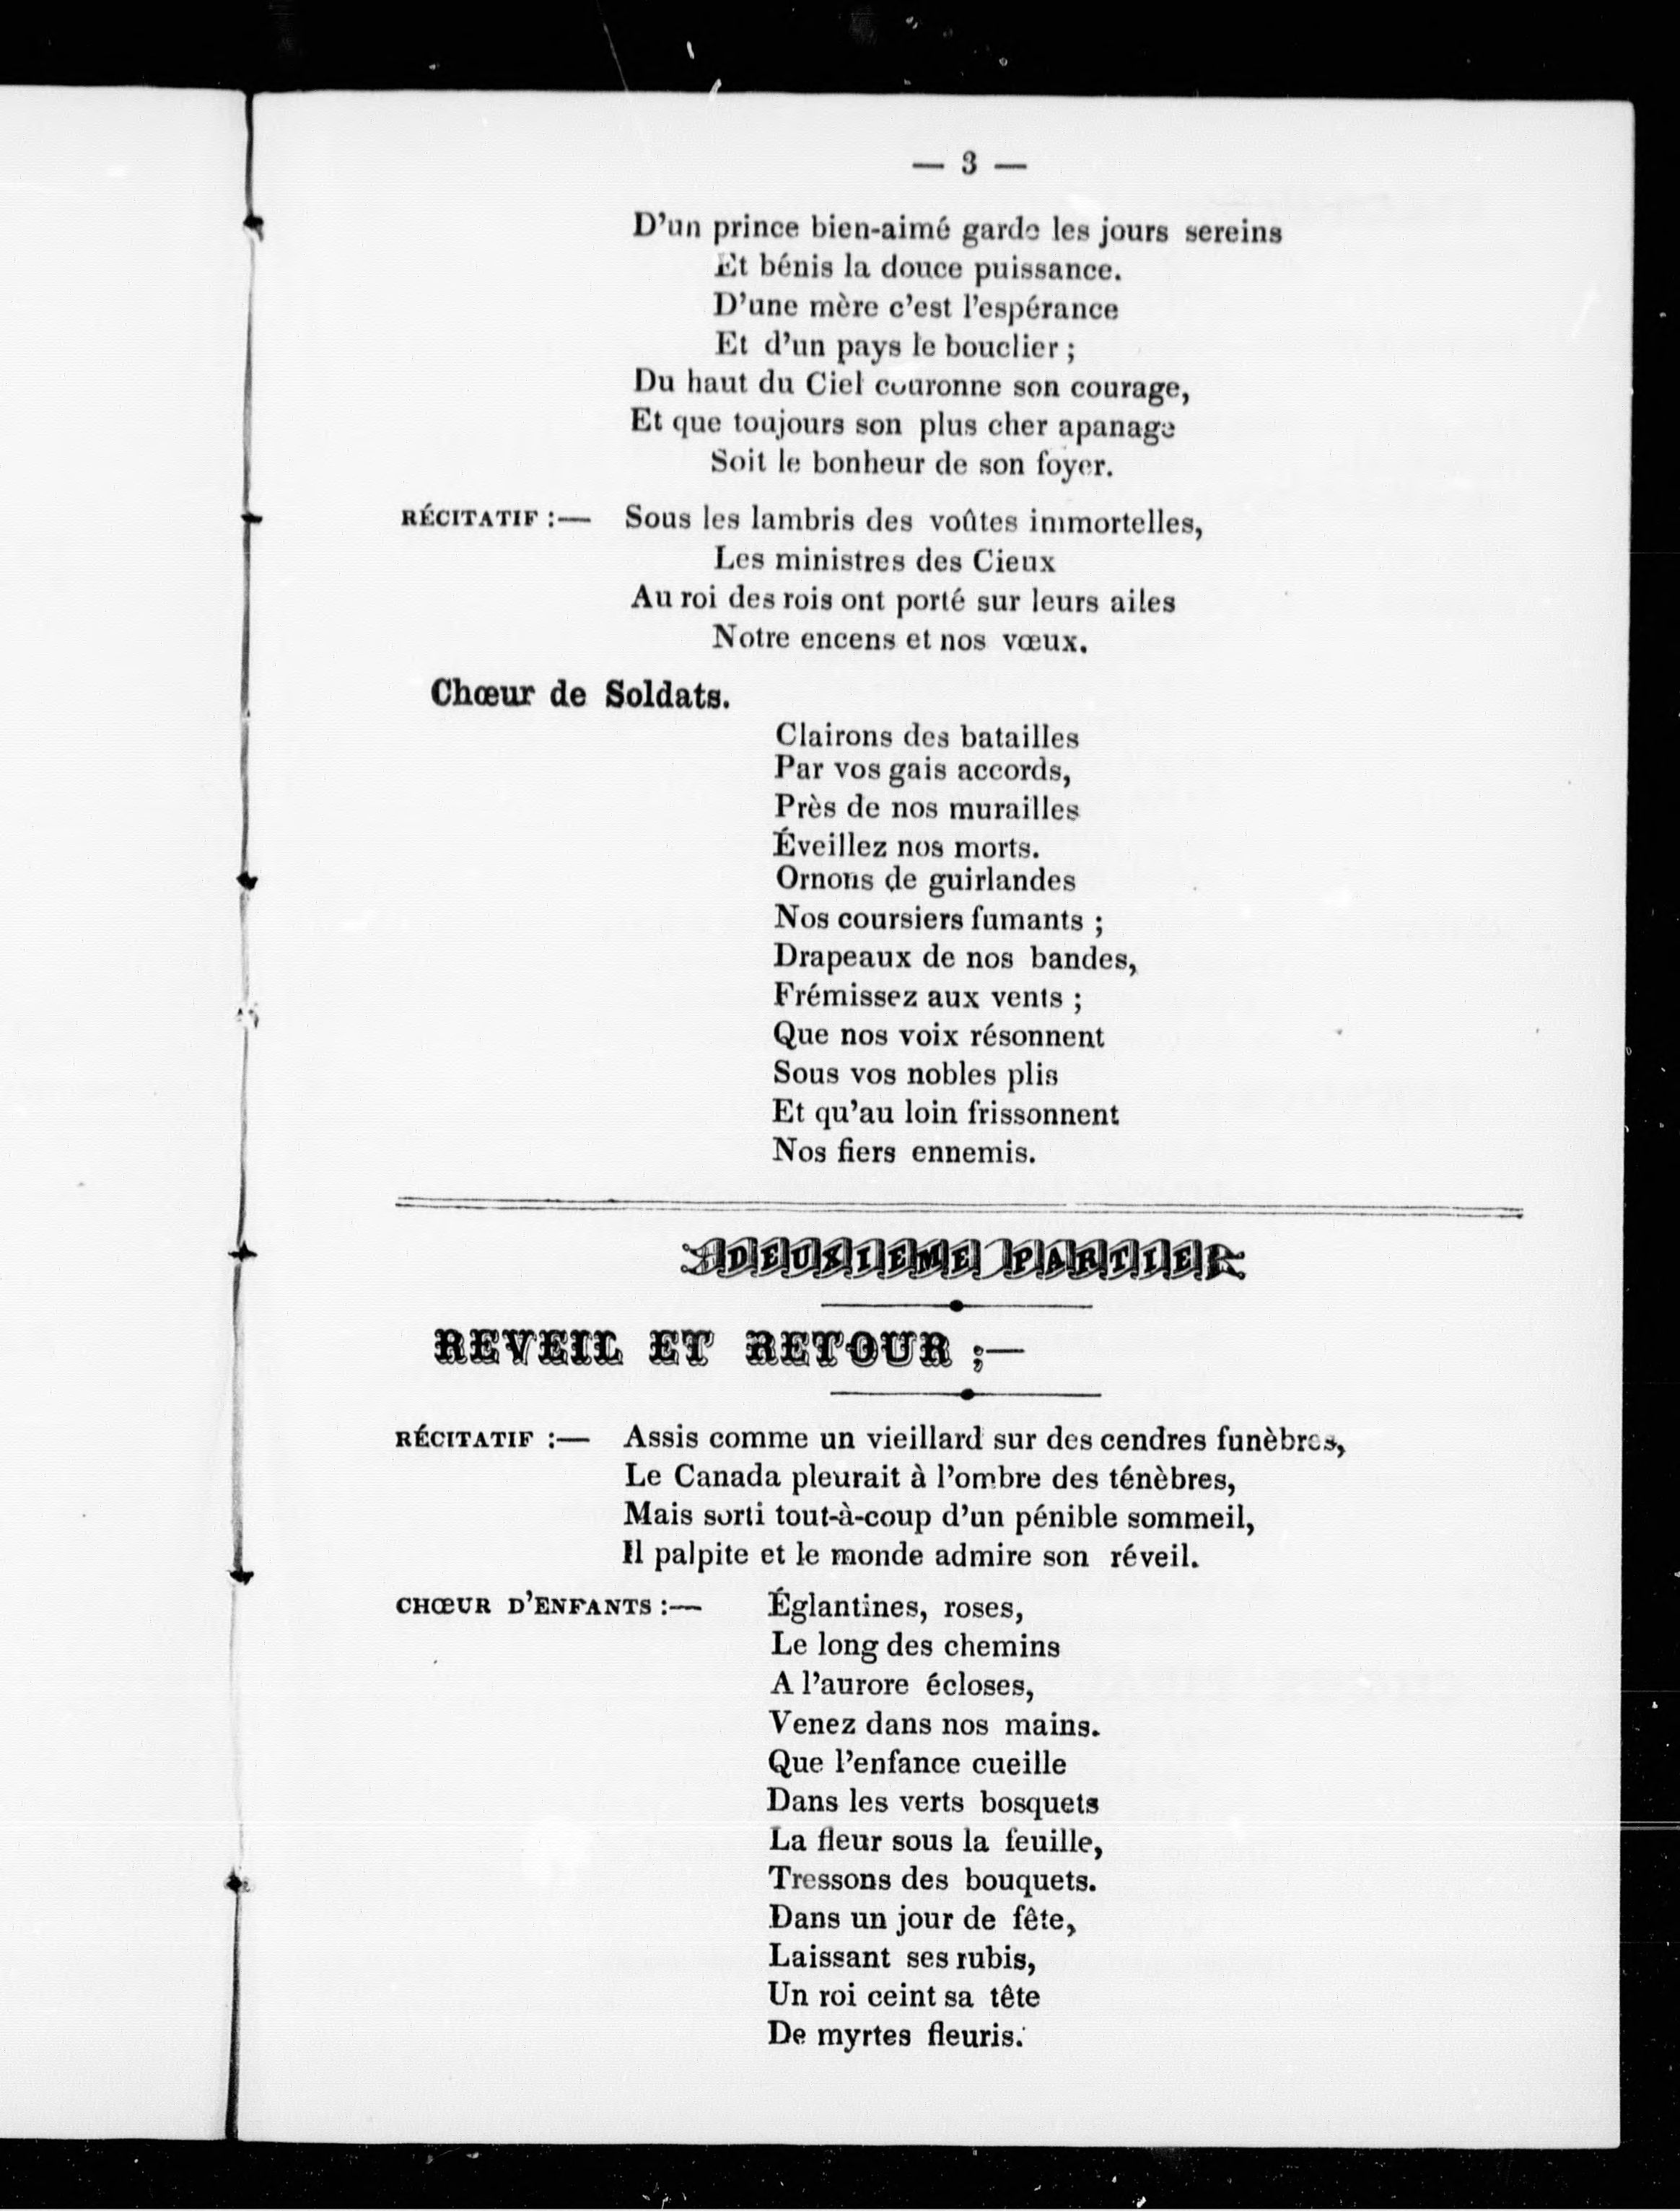 — 3 —
D'un prince bien-aimé garde les jours sereins
Et bénis la douce puissance.
D'une mère c'est l'espérance
Et d'un pays le bouclier ;
Du haut du Ciel couronne son courage,
Et que toujours son plus cher apanage
Soit le bonheur de son foyer.
RÉCITATIF :— Sous les lambris des voûtes immortelles,
Les ministres des Cieux
Au roi des rois ont porté sur leurs ailes
Notre encens et nos vœux.
Chœur de Soldats.
Clairons des batailles
Par vos gais accords,
Près de nos murailles
Éveillez nos morts.
Ornons de guirlandes
Nos coursiers fumants ;
Drapeaux de nos bandes,
Frémissez aux vents ;
Que nos voix résonnent
Sous vos nobles plis
Et qu'au loin frissonnent
Nos fiers ennemis.
DEUXIEME PARTIE
REVEIL ET RETOUR ;—
RÉCITATIF :— Assis comme un vieillard sur des cendres funèbres,
Le Canada pleurait à l'ombre des ténèbres,
Mais sorti tout-à-coup d'un pénible sommeil,
Il palpite et le monde admire son réveil.
CHŒUR D'ENFANTS :— Églantines, roses,
Le long des chemins
A l'aurore écloses,
Venez dans nos mains.
Que l'enfance cueille
Dans les verts bosquets
La fleur sous la feuille,
Tressons des bouquets.
Dans un jour de fête,
Laissant ses rubis,
Un roi ceint sa tête
De myrtes fleuris.